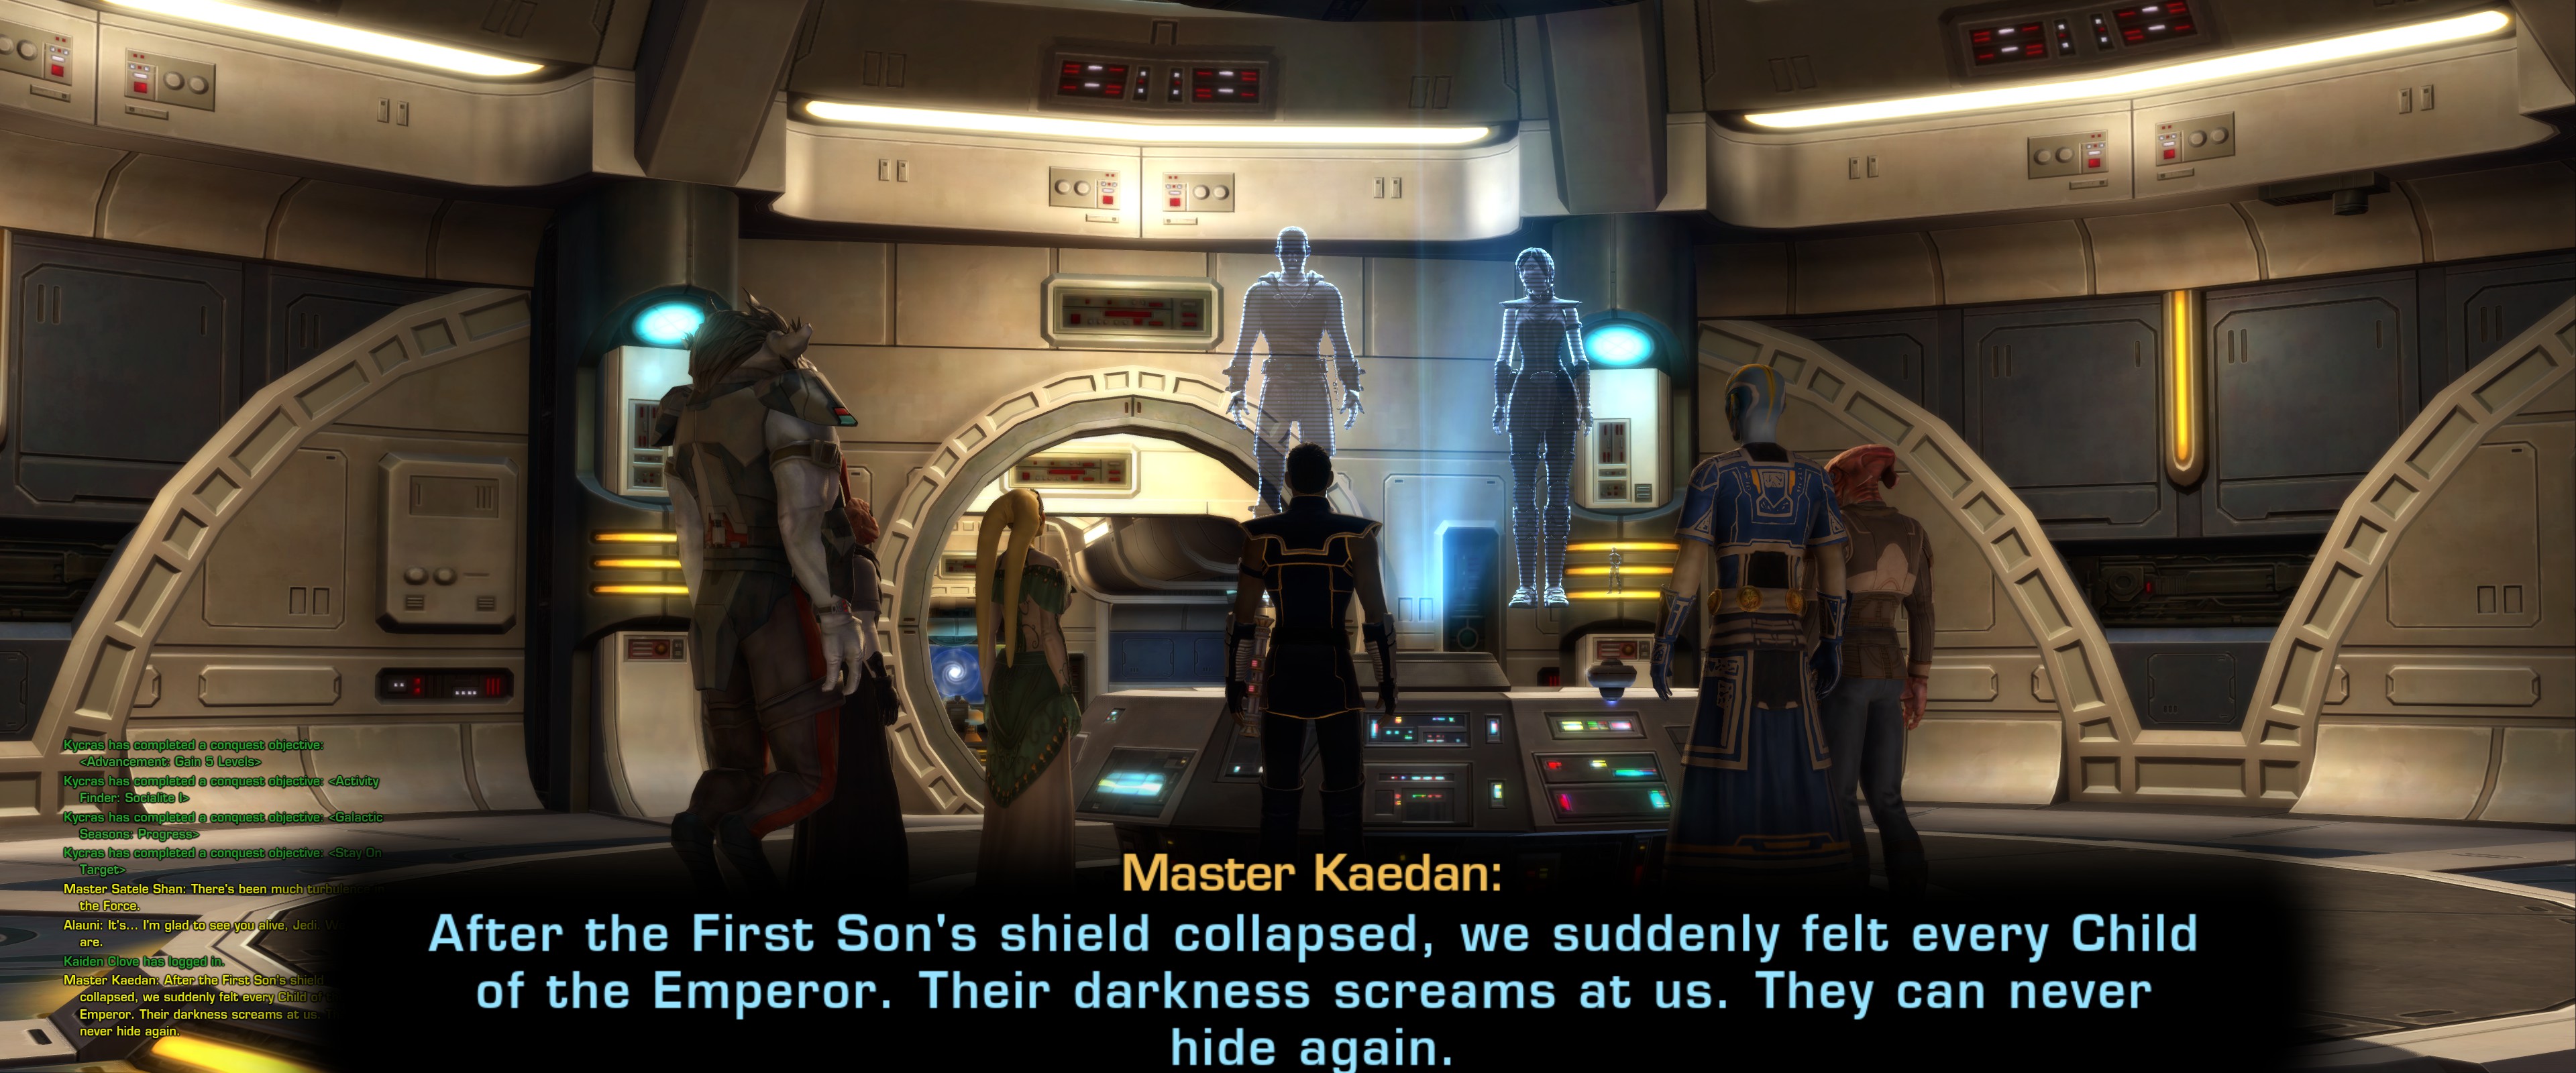 Kycras has completed a conquest objective:
<Advancement: Gain 5 Levels>
Kycras has completed a conquest objective: <Activity
Finder: Socialite I>
Kycras has completed a conquest objective: <Galactic
Seasons: Progress>
Kycras has completed a conquest objective: <Stay On
Target>
Master Satele Shan: There's been much turbulence
the Force.
Alauni: It's... I'm glad to see you alive, Jedi.
are.
Kaiden Clove has logged in.
Master Kaedan: After the First Son's shield
collapsed, we suddenly felt every Child of
Emperor. Their darkness screams at us.
never hide again.
Master Kaedan:
After the First Son's shield collapsed, we suddenly felt every Child
of the Emperor. Their darkness screams at us. They can never
hide again.